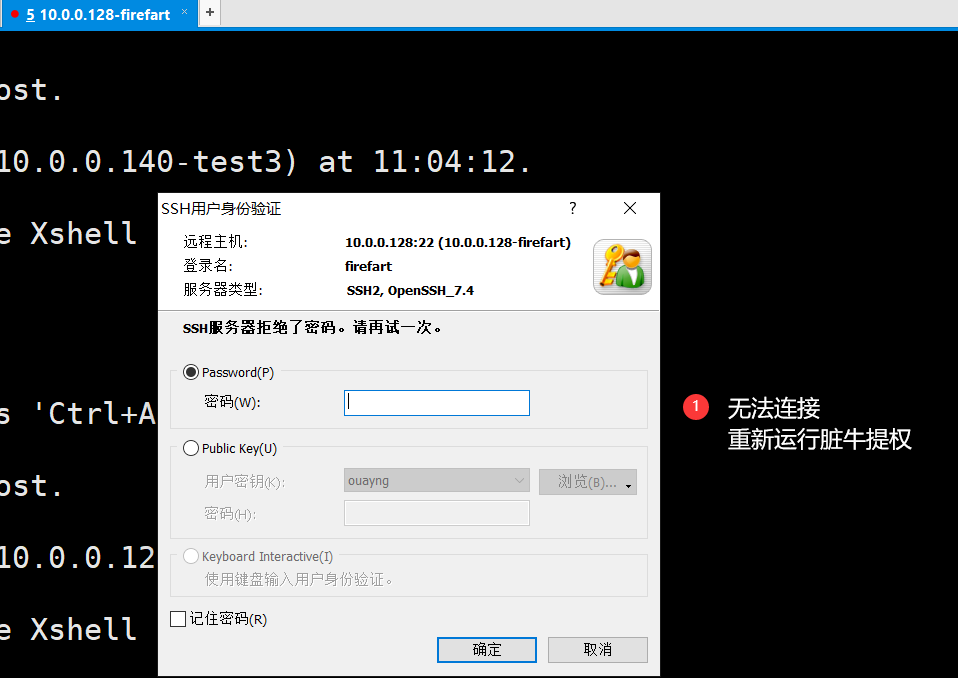 5 10.0.0.128-firefart × +
ost.
10.0.0.140-test3) at 11:04:12.
e Xshell
SSH用户身份验证 ? ×
远程主机: 10.0.0.128:22 (10.0.0.128-firefart)
登录名: firefart
服务器类型: SSH2, OpenSSH_7.4
SSH服务器拒绝了密码。请再试一次。
Password(P)
密码(W):
s 'Ctrl+A
1 无法连接
重新运行脏牛提权
Public Key(U)
用户密钥(K): ouayng 浏览(B)...
ost.
密码(H):
10.0.0.12
Keyboard Interactive(I)
使用键盘输入用户身份验证。
e Xshell
记住密码(R)
确定 取消